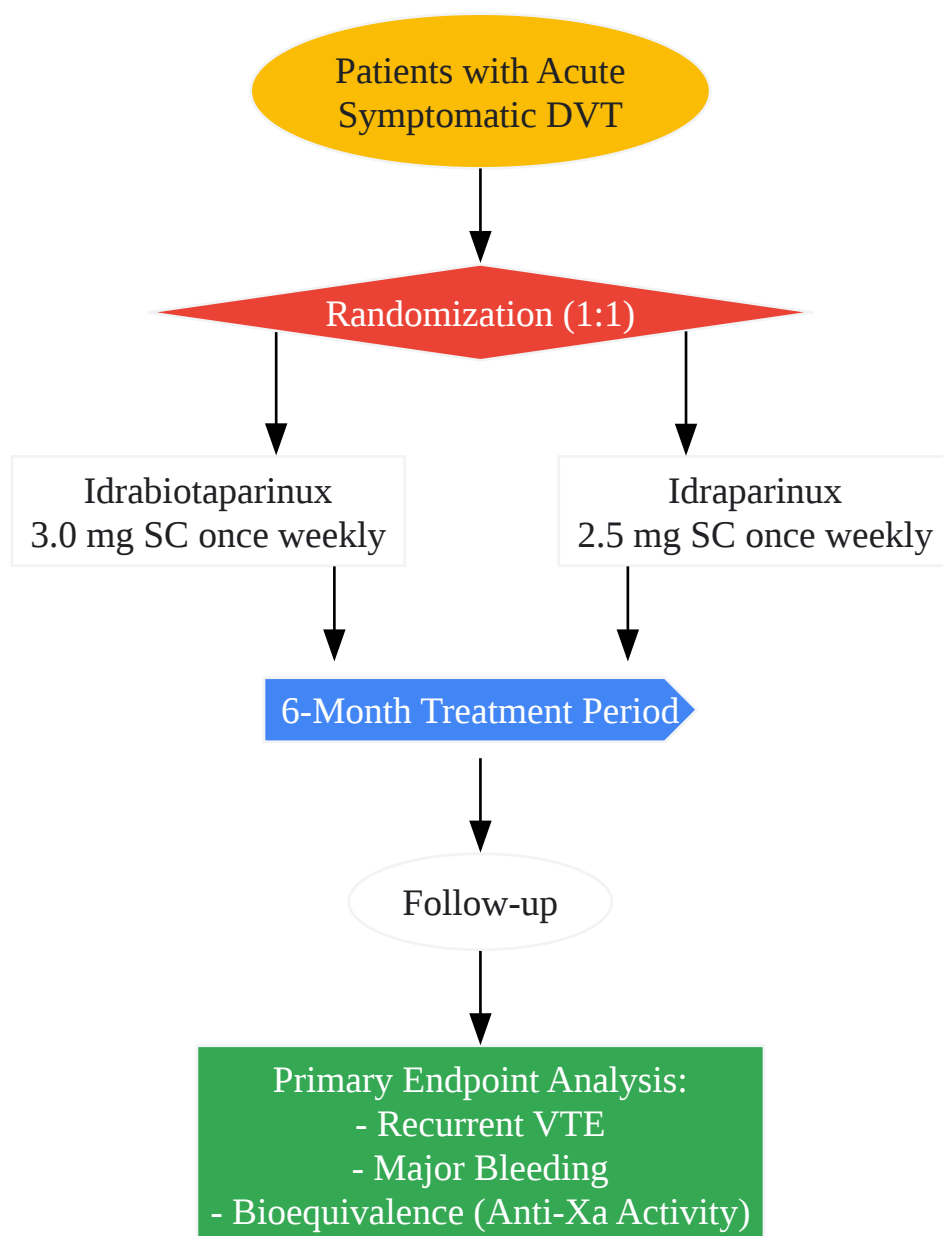 Patients with Acute
Symptomatic DVT
Randomization (1:1)
Idrabiotaparinux
3.0 mg SC once weekly
Idraparinux
2.5 mg SC once weekly
6-Month Treatment Period
Follow-up
Primary Endpoint Analysis:
- Recurrent VTE
- Major Bleeding
- Bioequivalence (Anti-Xa Activity)